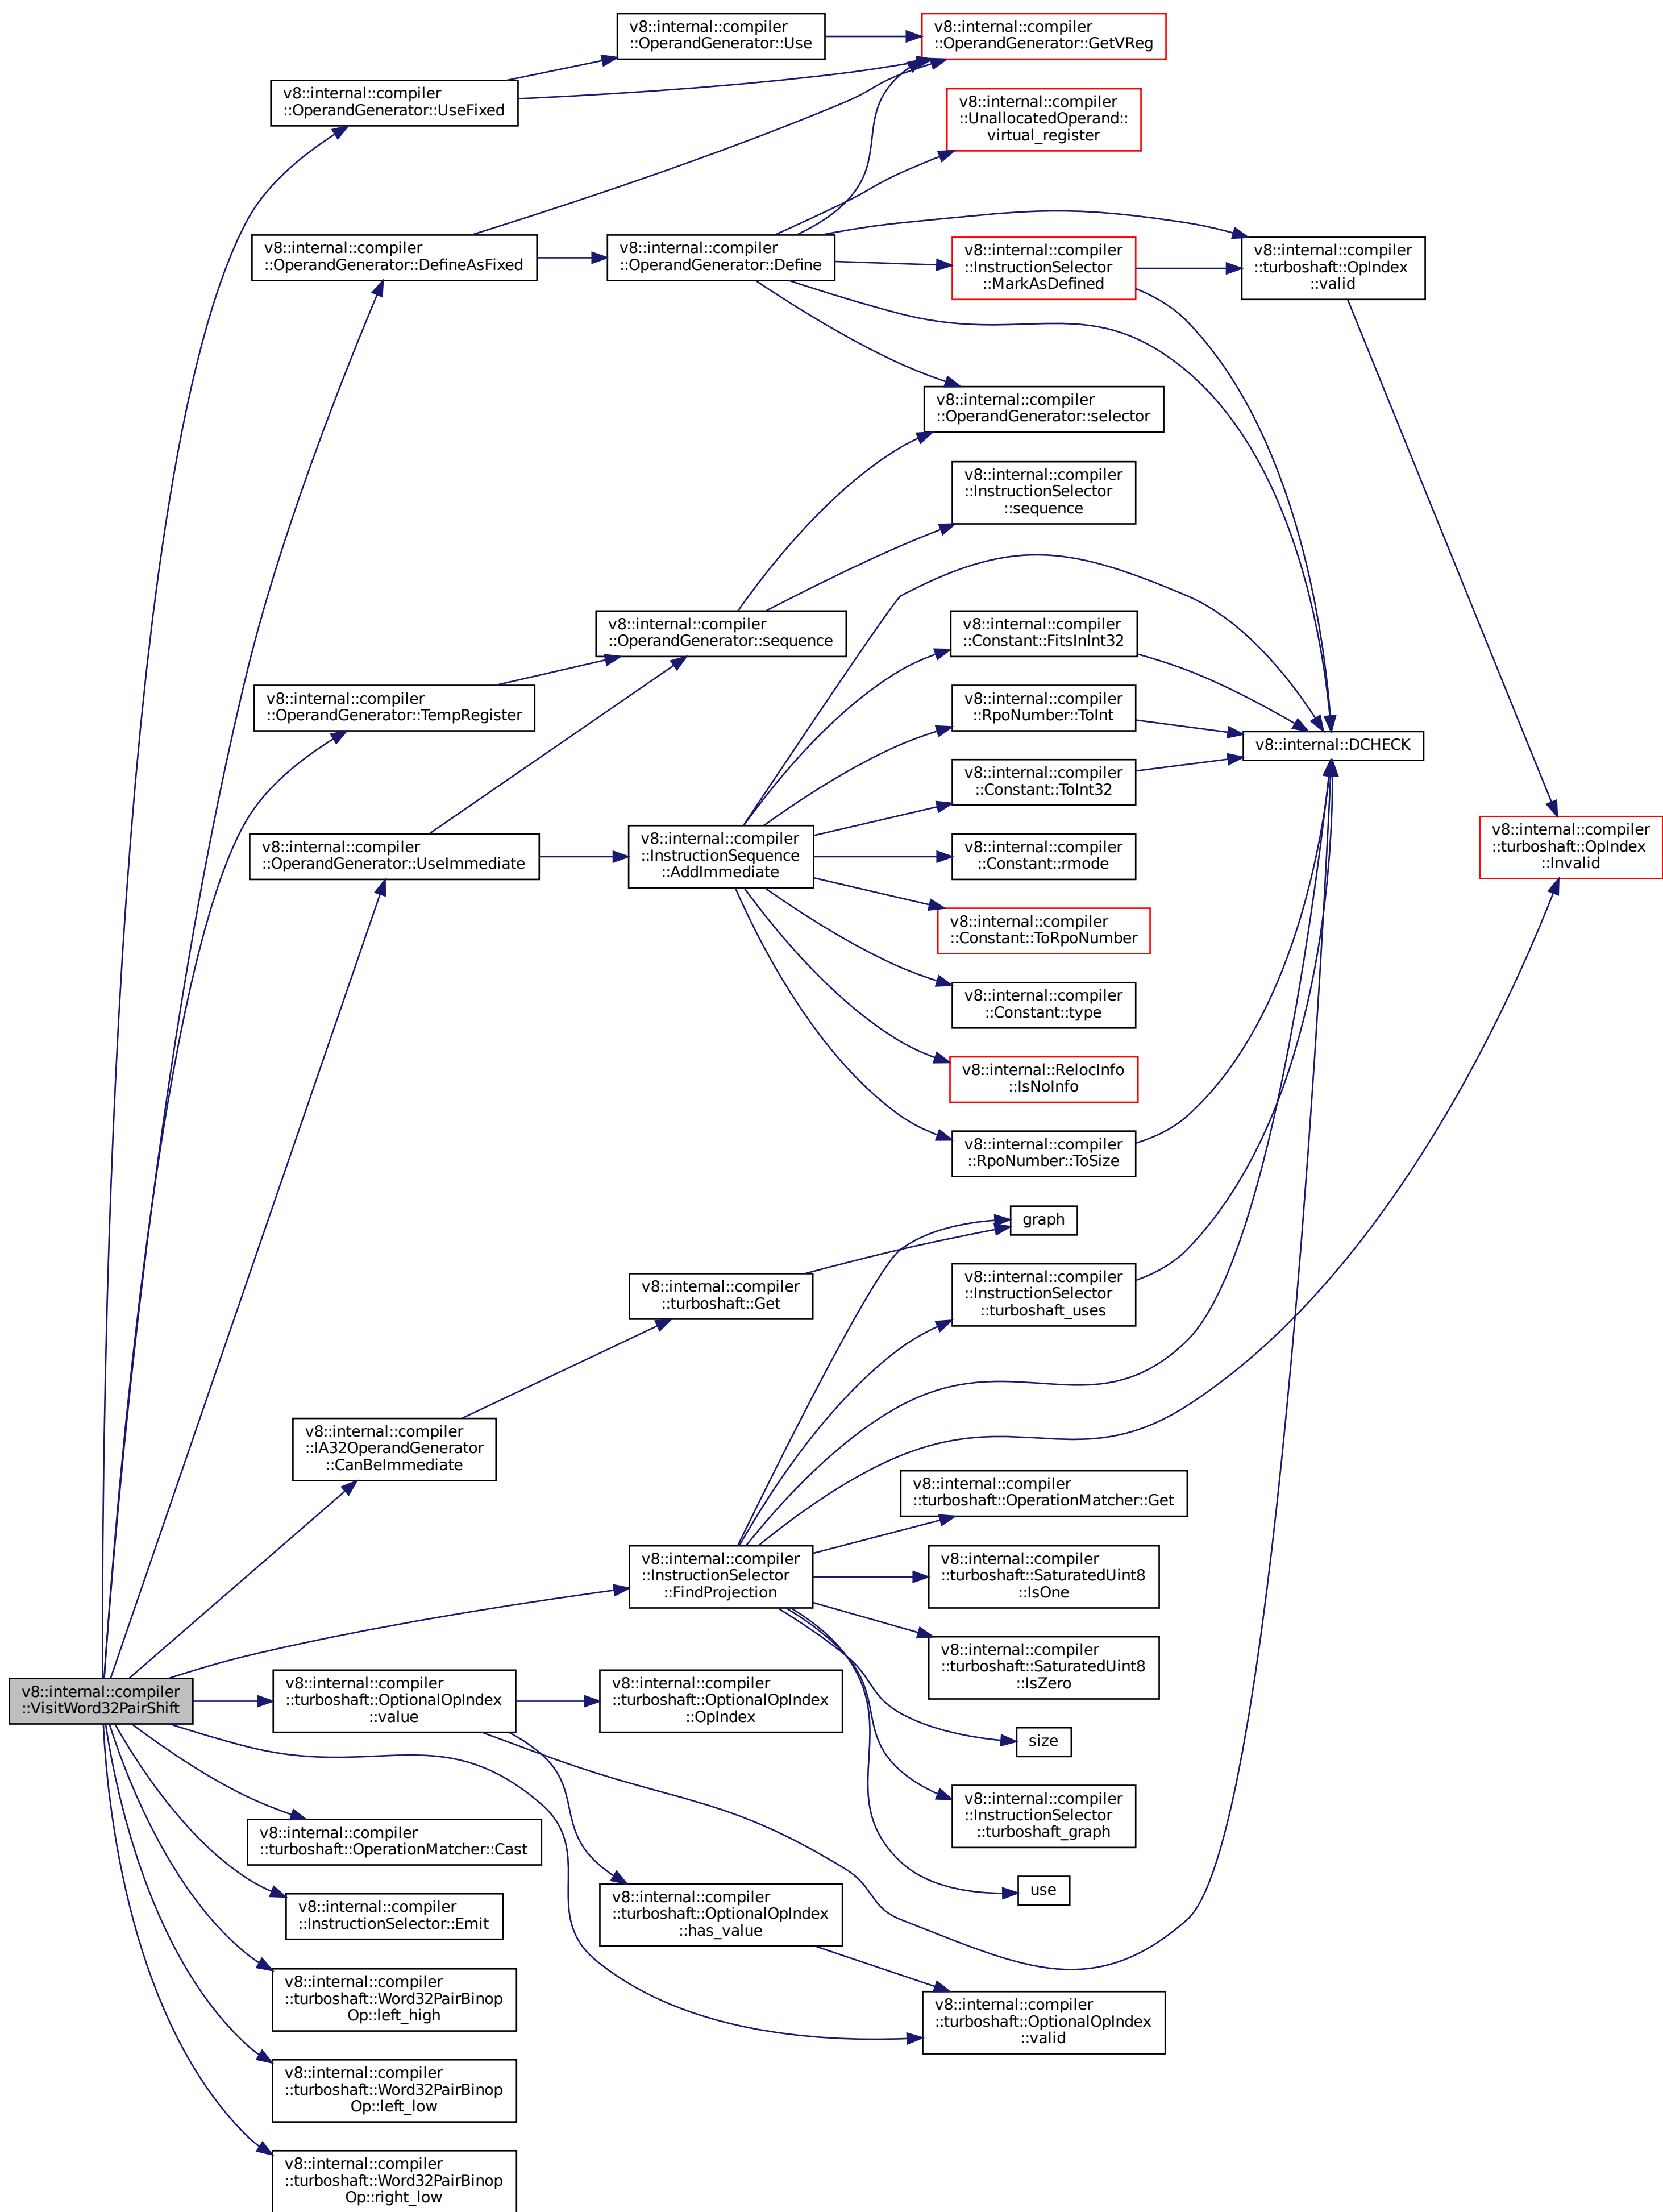 v8::internal::compiler
::OperandGenerator::Use
v8::internal::compiler
::OperandGenerator::GetVReg
v8::internal::compiler
::OperandGenerator::UseFixed
v8::internal::compiler
::UnallocatedOperand::
virtual_register
v8::internal::compiler
::OperandGenerator::DefineAsFixed
v8::internal::compiler
::OperandGenerator::Define
v8::internal::compiler
::InstructionSelector
::MarkAsDefined
v8::internal::compiler
::turboshaft::OpIndex
::valid
v8::internal::compiler
::OperandGenerator::selector
v8::internal::compiler
::InstructionSelector
::sequence
v8::internal::compiler
::OperandGenerator::sequence
v8::internal::compiler
::Constant::FitsInInt32
v8::internal::compiler
::OperandGenerator::TempRegister
v8::internal::compiler
::RpoNumber::ToInt
v8::internal::DCHECK
v8::internal::compiler
::Constant::ToInt32
v8::internal::compiler
::OperandGenerator::UseImmediate
v8::internal::compiler
::InstructionSequence
::AddImmediate
v8::internal::compiler
::Constant::rmode
v8::internal::compiler
::turboshaft::OpIndex
::Invalid
v8::internal::compiler
::Constant::ToRpoNumber
v8::internal::compiler
::Constant::type
v8::internal::RelocInfo
::IsNoInfo
v8::internal::compiler
::RpoNumber::ToSize
graph
v8::internal::compiler
::turboshaft::Get
v8::internal::compiler
::InstructionSelector
::turboshaft_uses
v8::internal::compiler
::IA32OperandGenerator
::CanBeImmediate
v8::internal::compiler
::turboshaft::OperationMatcher::Get
v8::internal::compiler
::InstructionSelector
::FindProjection
v8::internal::compiler
::turboshaft::SaturatedUint8
::IsOne
v8::internal::compiler
::turboshaft::SaturatedUint8
::IsZero
v8::internal::compiler
::VisitWord32PairShift
v8::internal::compiler
::turboshaft::OptionalOpIndex
::value
v8::internal::compiler
::turboshaft::OptionalOpIndex
::OpIndex
size
v8::internal::compiler
::InstructionSelector
::turboshaft_graph
v8::internal::compiler
::turboshaft::OperationMatcher::Cast
use
v8::internal::compiler
::InstructionSelector::Emit
v8::internal::compiler
::turboshaft::OptionalOpIndex
::has_value
v8::internal::compiler
::turboshaft::Word32PairBinop
Op::left_high
v8::internal::compiler
::turboshaft::OptionalOpIndex
::valid
v8::internal::compiler
::turboshaft::Word32PairBinop
Op::left_low
v8::internal::compiler
::turboshaft::Word32PairBinop
Op::right_low